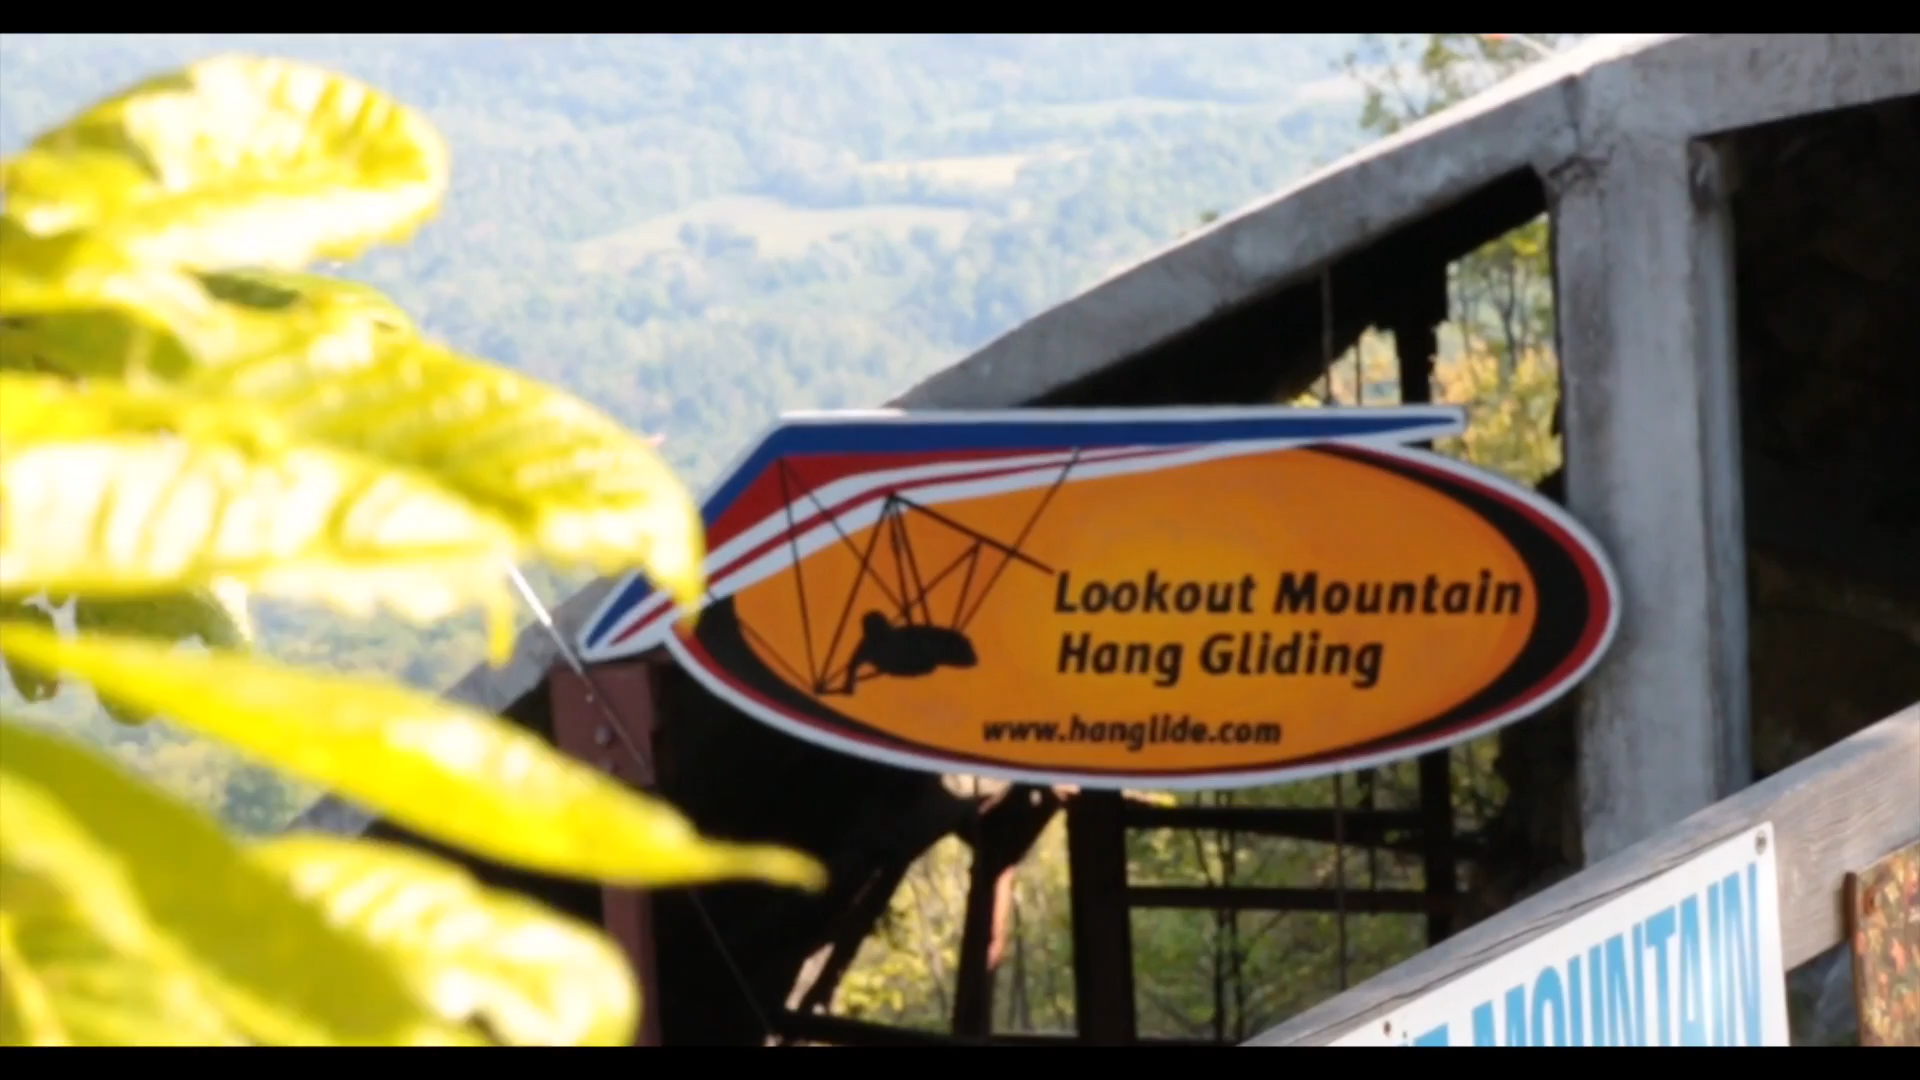 Lookout Mountain
Hang Gliding
www.hanglide.com
MOUNTAIN